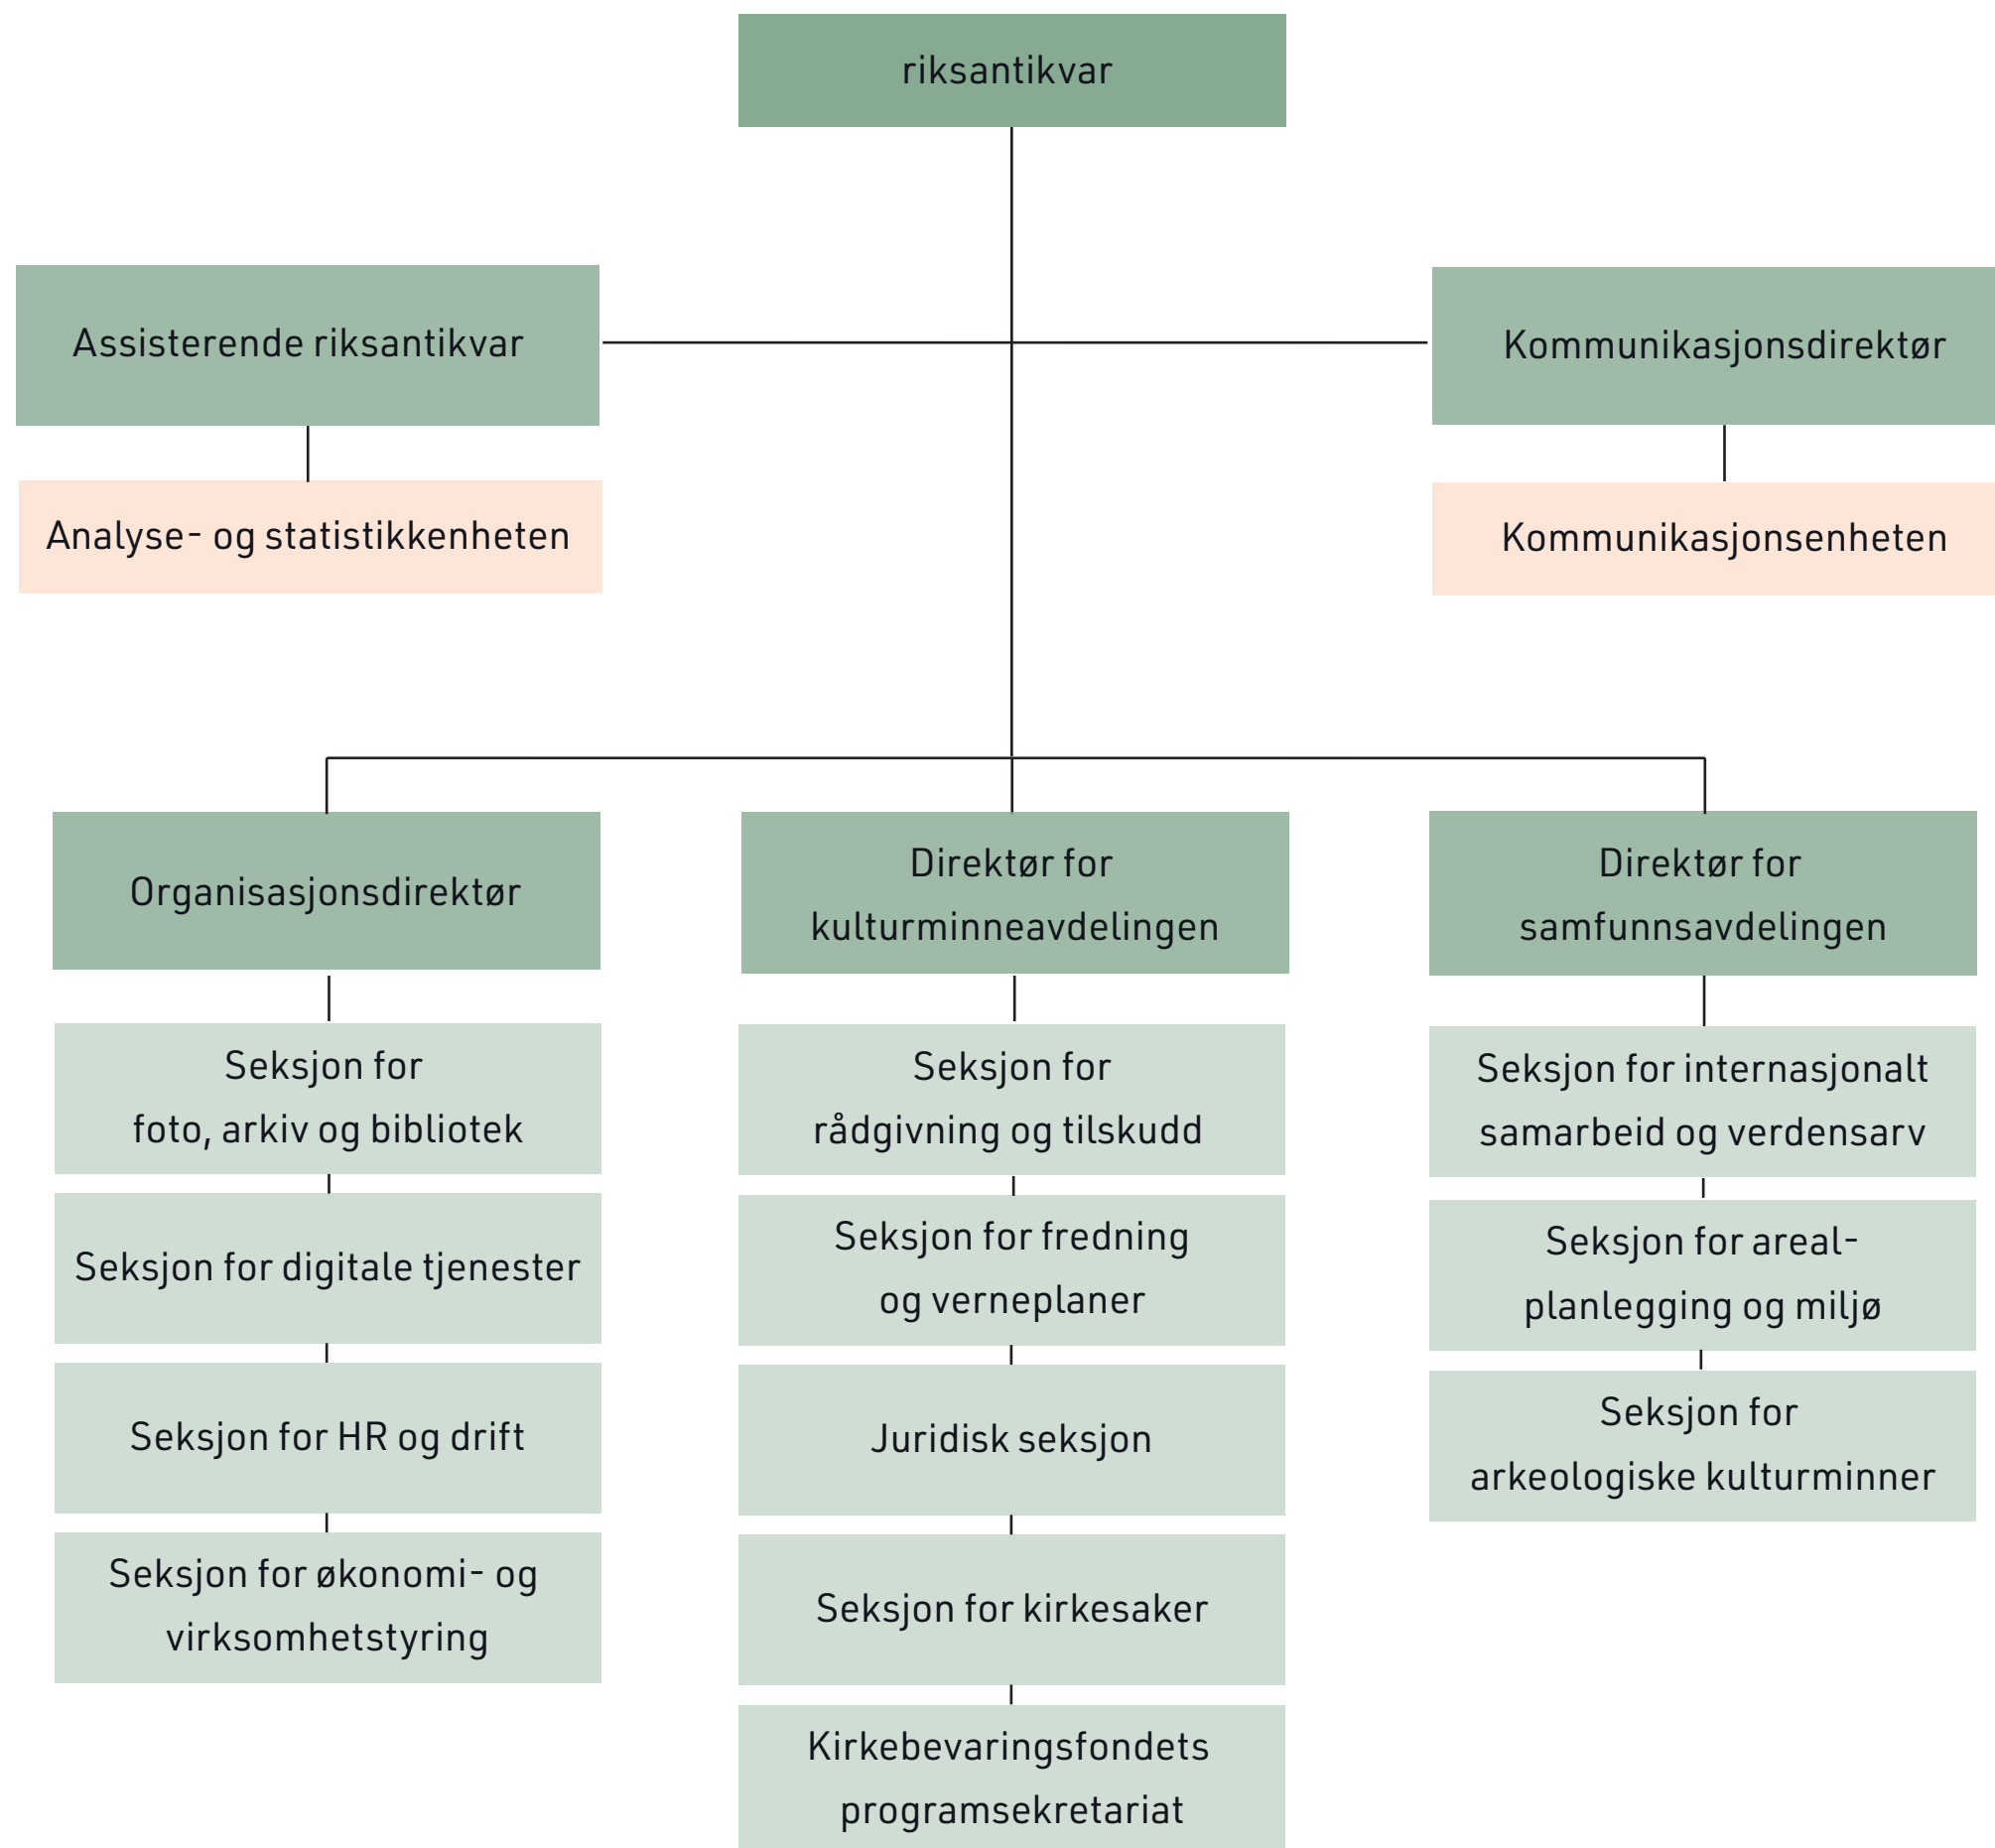 riksantikvar
Assisterende riksantikvar
Kommunikasjonsdirektør
Analyse- og statistikkenheten
Kommunikasjonsenheten
Organisasjonsdirektør
Direktør for
kulturminneavdelingen
Direktør for
samfunnsavdelingen
Seksjon for
foto, arkiv og bibliotek
Seksjon for digitale tjenester
Seksjon for HR og drift
Seksjon for økonomi- og
virksomhetstyring
Seksjon for
rådgivning og tilskudd
Seksjon for fredning
og verneplaner
Juridisk seksjon
Seksjon for kirkesaker
Kirkebevaringsfondets
programsekretariat
Seksjon for internasjonalt
samarbeid og verdensarv
Seksjon for areal-
planlegging og miljø
Seksjon for
arkeologiske kulturminner